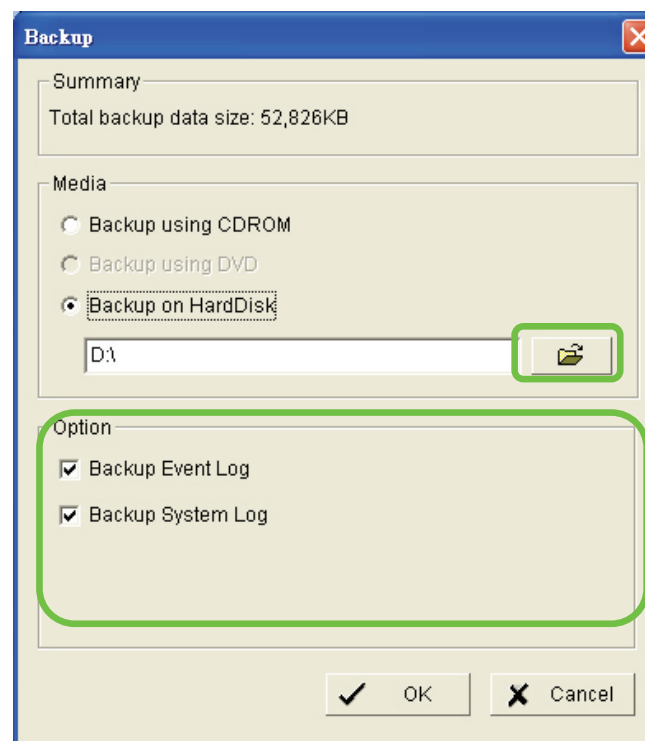 Backup
Summary
Total backup data size: 52,826KB
Media
Backup using CDROM
Backup using DVD
Backup on HardDisk
D:\
Option
Backup Event Log
Backup System Log
OK
Cancel